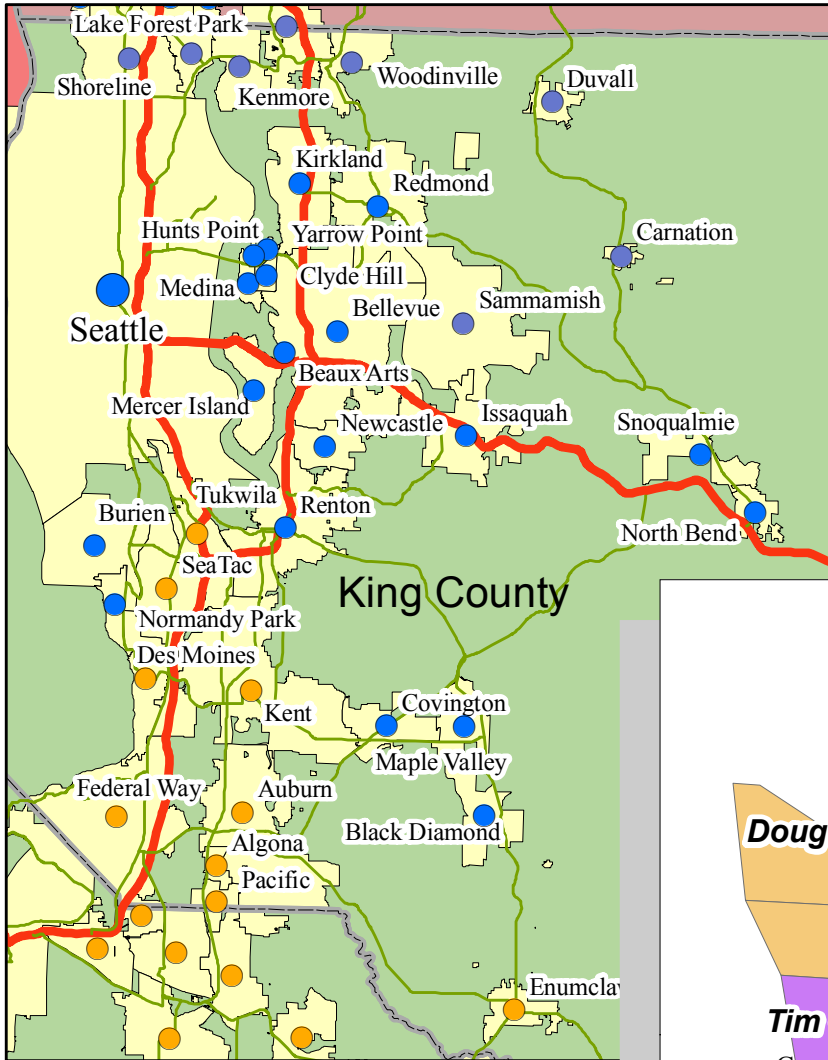 Lake Forest Park
Shoreline
Kenmore
Woodinville
Duvall
Kirkland
Redmond
Hunts Point
Yarrow Point
Carnation
Medina
Clyde Hill
Bellevue
Sammamish
Seattle
Beaux Arts
Mercer Island
Newcastle
Issaquah
Snoqualmie
Tukwila
Renton
Burien
North Bend
SeaTac
King County
Normandy Park
Des Moines
Kent
Covington
Maple Valley
Federal Way
Auburn
Black Diamond
Algona
Pacific
Doug
Enumclaw
Tim